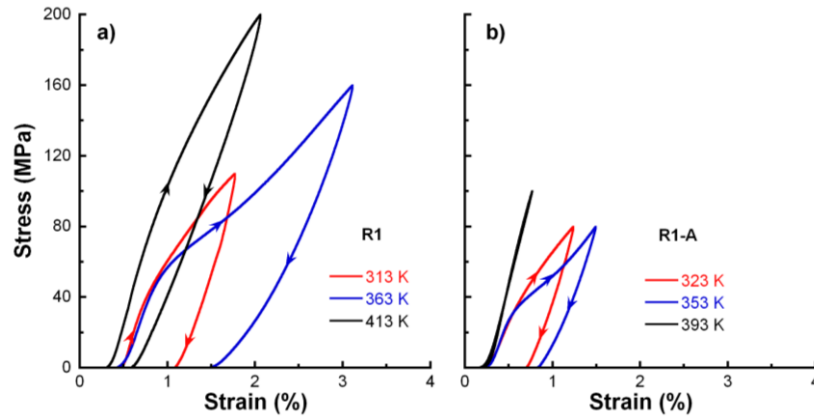 a)
b)
Stress (MPa)
200
160
120
80
40
0
R1
313 K
363 K
413 K
R1-A
323 K
353 K
393 K
0 1 2 3 4
0 1 2 3 4
Strain (%)
Strain (%)